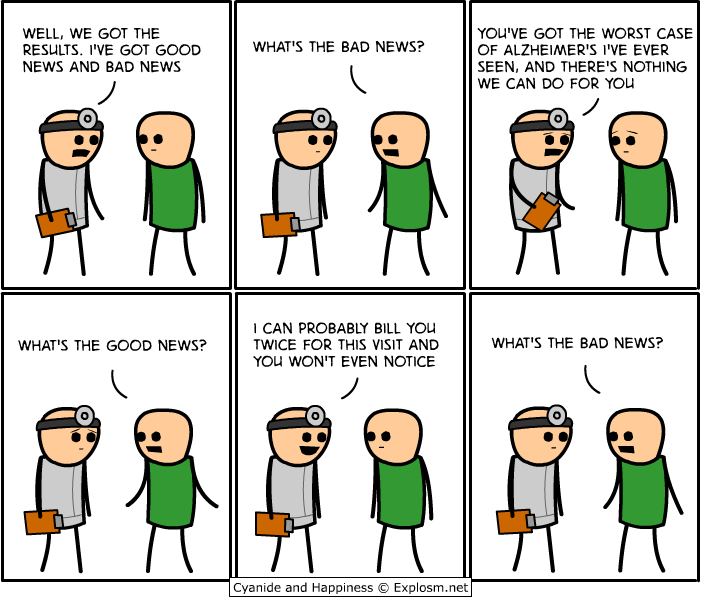 WELL, WE GOT THE
RESULTS. I'VE GOT GOOD
NEWS AND BAD NEWS
WHAT'S THE BAD NEWS?
YOU'VE GOT THE WORST CASE
OF ALZHEIMER'S I'VE EVER
SEEN, AND THERE'S NOTHING
WE CAN DO FOR YOU
WHAT'S THE GOOD NEWS?
I CAN PROBABLY BILL YOU
TWICE FOR THIS VISIT AND
YOU WON'T EVEN NOTICE
WHAT'S THE BAD NEWS?
Cyanide and Happiness © Explosm.net